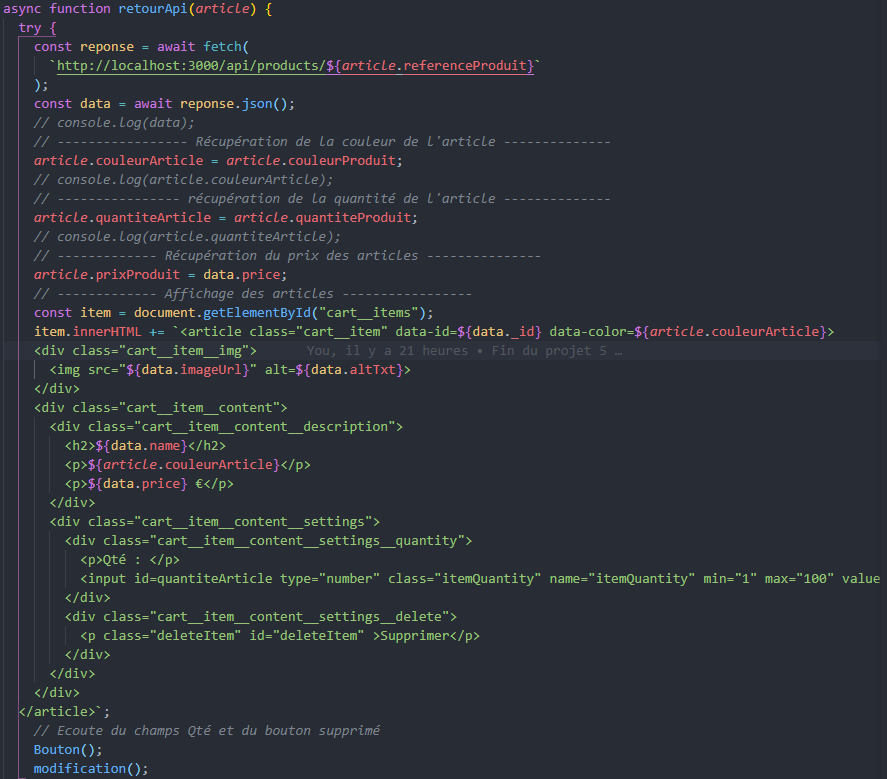 async function retourApi(article) {
  try {
    const reponse = await fetch(
      `http://localhost:3000/api/products/${article.referenceProduit}`
    );
    const data = await reponse.json();
    // console.log(data);
    // ----------------- Récupération de la couleur de l'article --------------
    article.couleurArticle = article.couleurProduit;
    // console.log(article.couleurArticle);
    // ---------------- récupération de la quantité de l'article --------------
    article.quantiteArticle = article.quantiteProduit;
    // console.log(article.quantiteArticle);
    // ------------- Récupération du prix des articles ---------------
    article.prixProduit = data.price;
    // ------------- Affichage des articles -----------------
    const item = document.getElementById("cart__items");
    item.innerHTML += `<article class="cart__item" data-id=${data._id} data-color=${article.couleurArticle}>
    <div class="cart__item__img">      You, il y a 21 heures • Fin du projet 5 …
      <img src="${data.imageUrl}" alt=${data.altTxt}>
    </div>
    <div class="cart__item__content">
      <div class="cart__item__content__description">
        <h2>${data.name}</h2>
        <p>${article.couleurArticle}</p>
        <p>${data.price} €</p>
      </div>
      <div class="cart__item__content__settings">
        <div class="cart__item__content__settings__quantity">
          <p>Qté : </p>
          <input id=quantiteArticle type="number" class="itemQuantity" name="itemQuantity" min="1" max="100" value
        </div>
        <div class="cart__item__content__settings__delete">
          <p class="deleteItem" id="deleteItem" >Supprimer</p>
        </div>
      </div>
    </div>
  </article>`;
    // Ecoute du champs Qté et du bouton supprimé
    Bouton();
    modification();